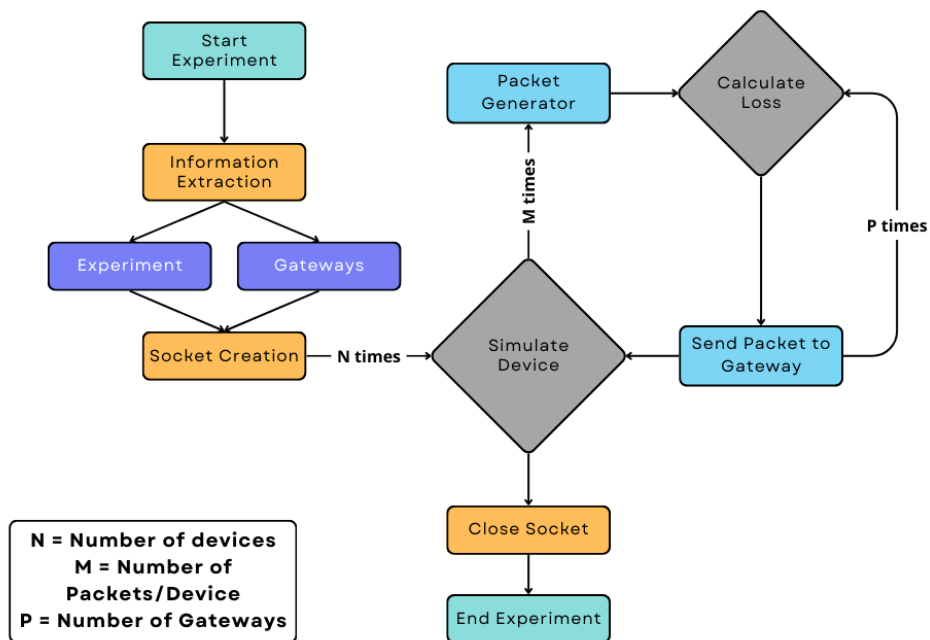 Start
Experiment
Information
Extraction
Experiment
Gateways
Socket Creation
N times
Simulate
Device
M times
Packet
Generator
Calculate
Loss
P times
Send Packet to
Gateway
Close Socket
End Experiment
N = Number of devices
M = Number of
Packets/Device
P = Number of Gateways